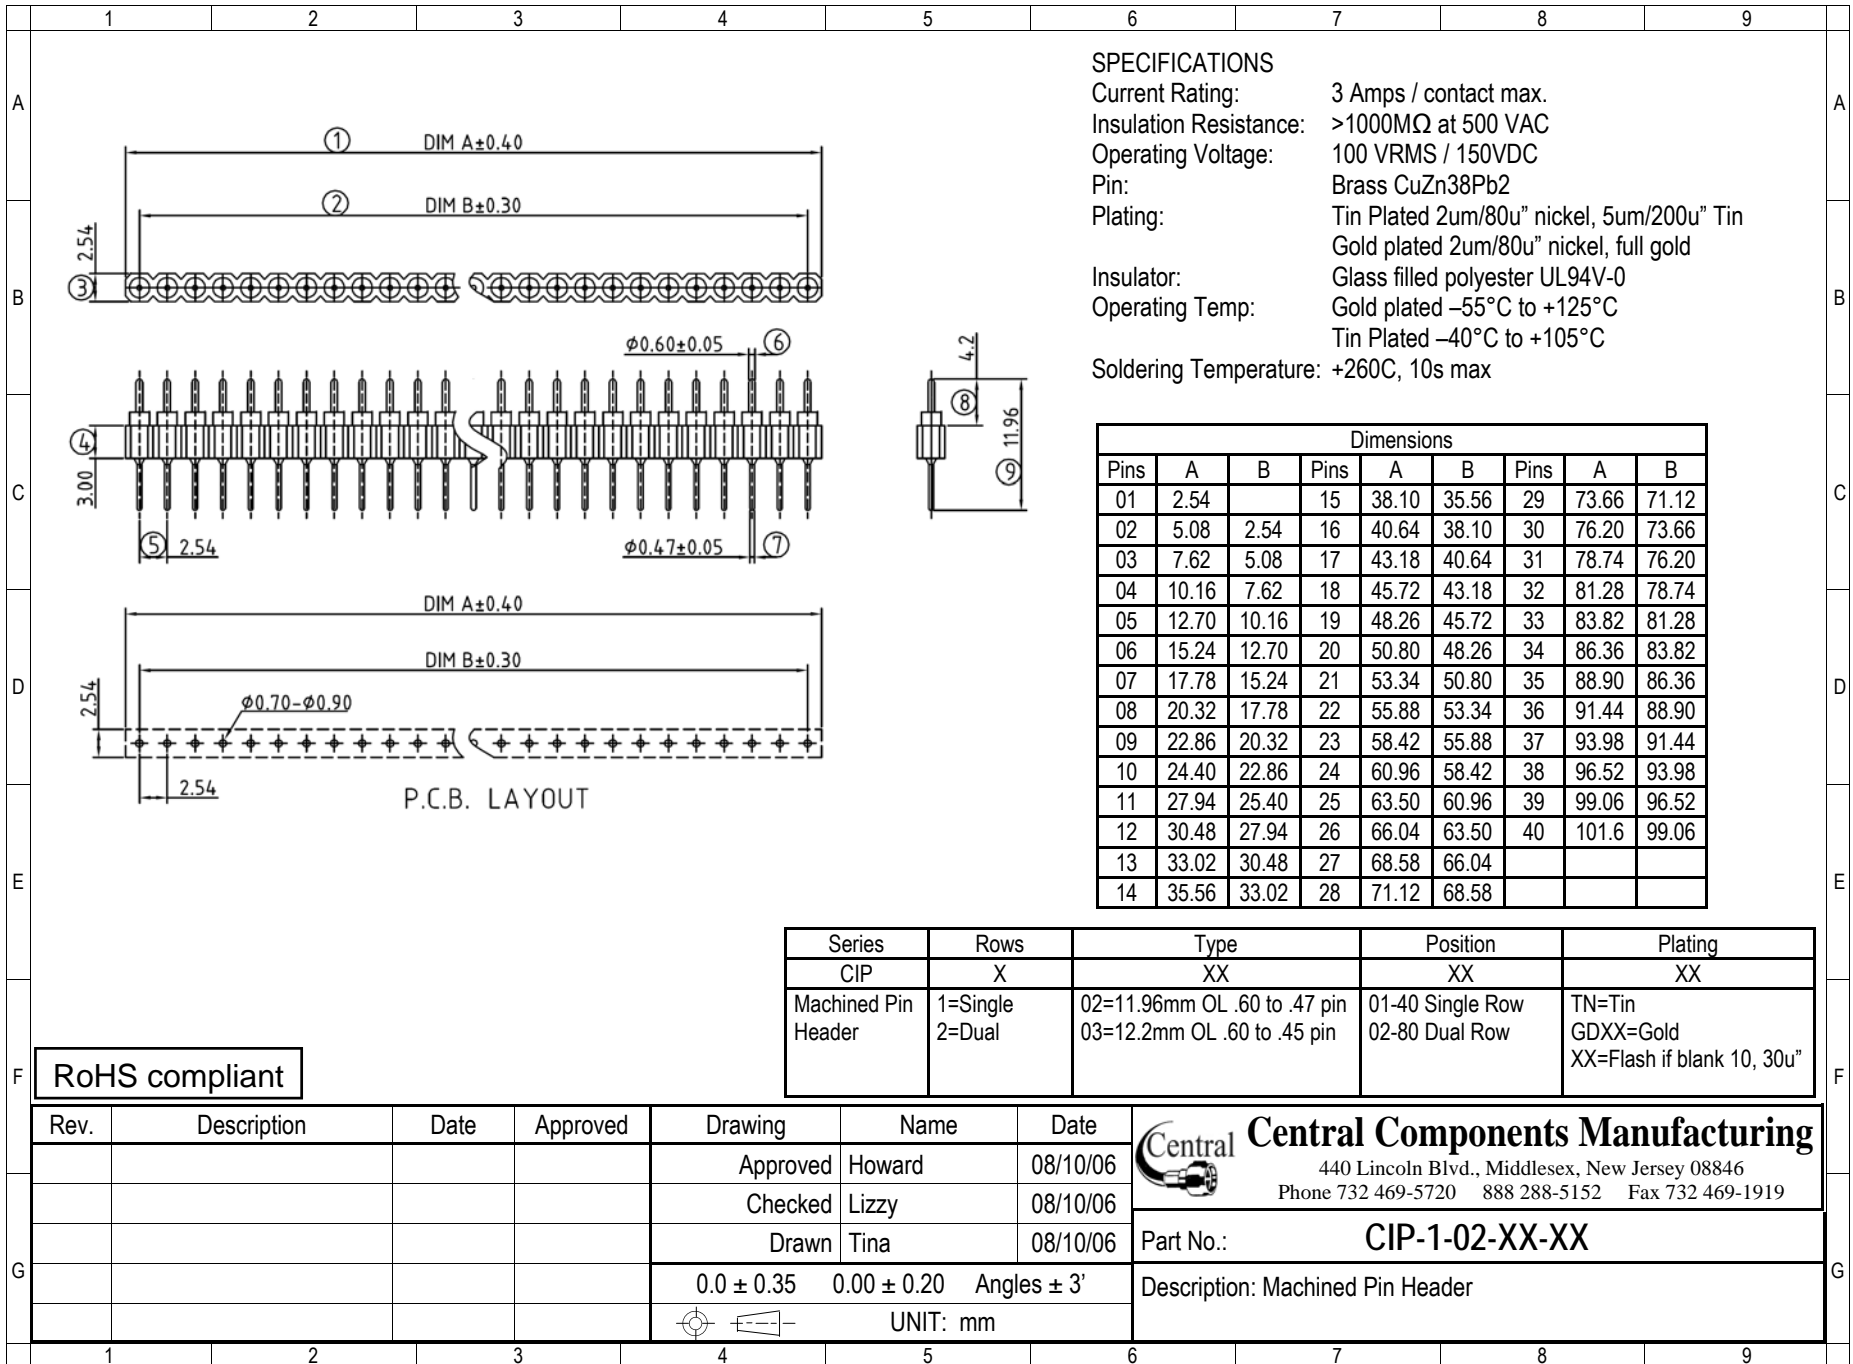 1 2 3 4 5 6 7 8 9
A
B
C
D
E
F
G
A
B
C
D
E
F
G
① DIM A±0.40
② DIM B±0.30
2.54
③
ϕ0.60±0.05 ⑥
④
3.00
⑤ 2.54
ϕ0.47±0.05 ⑦
4.2
⑧
11.96
⑨
DIM A±0.40
DIM B±0.30
2.54
ϕ0.70-ϕ0.90
2.54
P.C.B. LAYOUT
SPECIFICATIONS
Current Rating: 3 Amps / contact max.
Insulation Resistance: >1000MΩ at 500 VAC
Operating Voltage: 100 VRMS / 150VDC
Pin: Brass CuZn38Pb2
Plating: Tin Plated 2um/80u” nickel, 5um/200u” Tin
Gold plated 2um/80u” nickel, full gold
Insulator: Glass filled polyester UL94V-0
Operating Temp: Gold plated –55°C to +125°C
Tin Plated –40°C to +105°C
Soldering Temperature: +260C, 10s max
Dimensions
Pins A B Pins A B Pins A B
01 2.54 15 38.10 35.56 29 73.66 71.12
02 5.08 2.54 16 40.64 38.10 30 76.20 73.66
03 7.62 5.08 17 43.18 40.64 31 78.74 76.20
04 10.16 7.62 18 45.72 43.18 32 81.28 78.74
05 12.70 10.16 19 48.26 45.72 33 83.82 81.28
06 15.24 12.70 20 50.80 48.26 34 86.36 83.82
07 17.78 15.24 21 53.34 50.80 35 88.90 86.36
08 20.32 17.78 22 55.88 53.34 36 91.44 88.90
09 22.86 20.32 23 58.42 55.88 37 93.98 91.44
10 24.40 22.86 24 60.96 58.42 38 96.52 93.98
11 27.94 25.40 25 63.50 60.96 39 99.06 96.52
12 30.48 27.94 26 66.04 63.50 40 101.6 99.06
13 33.02 30.48 27 68.58 66.04
14 35.56 33.02 28 71.12 68.58
Series Rows Type Position Plating
CIP X XX XX XX
Machined Pin 1=Single 02=11.96mm OL .60 to .47 pin 01-40 Single Row TN=Tin
Header 2=Dual 03=12.2mm OL .60 to .45 pin 02-80 Dual Row GDXX=Gold
XX=Flash if blank 10, 30u”
RoHS compliant
Rev. Description Date Approved
Drawing Name Date
Approved Howard 08/10/06
Checked Lizzy 08/10/06
Drawn Tina 08/10/06
0.0 ± 0.35 0.00 ± 0.20 Angles ± 3’
UNIT: mm
Central
Central Components Manufacturing
440 Lincoln Blvd., Middlesex, New Jersey 08846
Phone 732 469-5720 888 288-5152 Fax 732 469-1919
Part No.: CIP-1-02-XX-XX
Description: Machined Pin Header
1 2 3 4 5 6 7 8 9